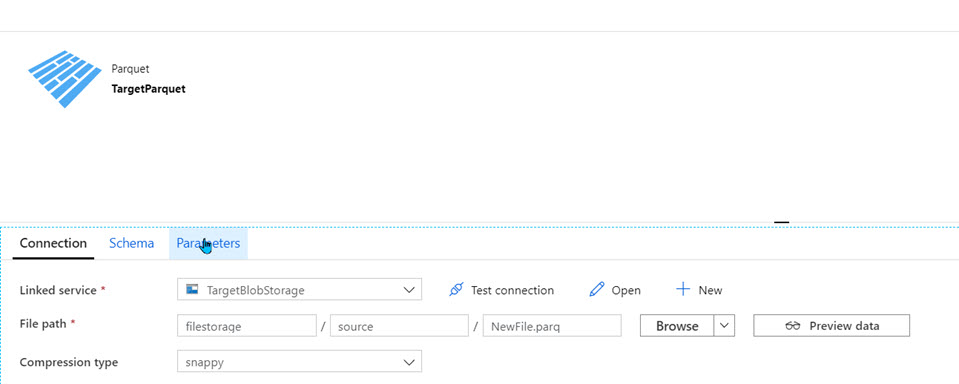 Parquet
TargetParquet
Connection Schema Parameters
Linked service * TargetBlobStorage Test connection Open New
File path * filestorage / source / NewFile.parq Browse Preview data
Compression type snappy